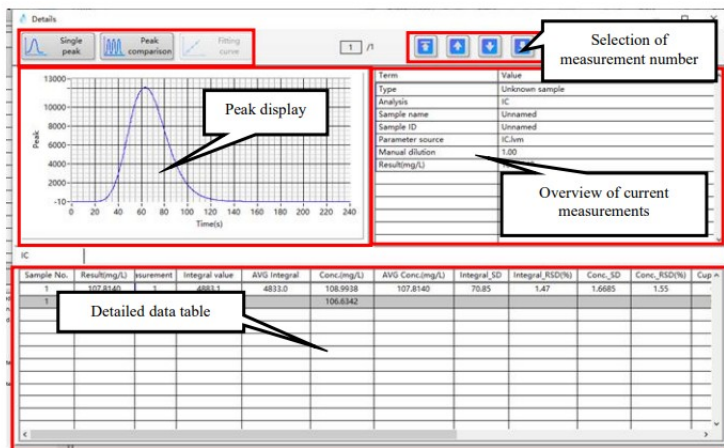 Details
Single peak
Peak comparison
Fitting curve
1 /1
Selection of measurement number
13000
12000
10000
8000
6000
4000
2000
-10
Peak
0 20 40 60 80 100 120 140 160 180 200 220 240
Time(s)
Peak display
Term Value
Type Unknown sample
Analysis IC
Sample name Unnamed
Sample ID Unnamed
Parameter source
Manual dilution 1.00
Result(mg/L)
Overview of current measurements
IC
Sample No. Result(mg/L) Integral value AVG Integral Conc.(mg/L) AVG Conc.(mg/L) Integral_SD Integral_RSD(%) Conc._SD Conc._RSD(%) Cup
1 107.8140 1 4883.1 4833.0 108.9938 107.8140 70.85 1.47 1.6685 1.55
1 106.6342
Detailed data table